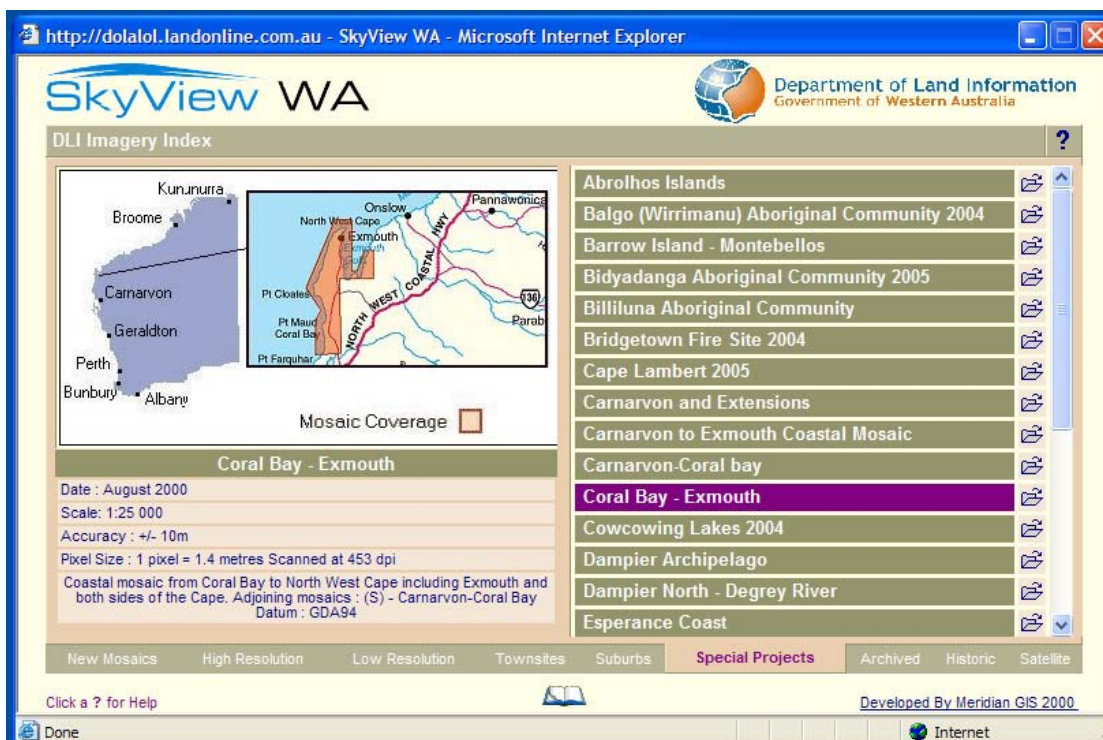 http://dolalol.landonline.com.au - SkyView WA - Microsoft Internet Explorer
SkyView WA
Department of Land Information
Government of Western Australia
DLI Imagery Index
?
Kununurra
Broome
Carnarvon
Geraldton
Perth
Bunbury
Albany
Onslow
Pannawonica
North West Cape
Exmouth
Exmouth
Pt Cloates
NORTH WEST COASTAL HWY
136
Parab
Pt Maud
Coral Bay
Pt Farquhar
Mosaic Coverage
Coral Bay - Exmouth
Date : August 2000
Scale: 1:25 000
Accuracy : +/- 10m
Pixel Size : 1 pixel = 1.4 metres Scanned at 453 dpi
Coastal mosaic from Coral Bay to North West Cape including Exmouth and
both sides of the Cape. Adjoining mosaics : (S) - Carnarvon-Coral Bay
Datum : GDA94
Abrolhos Islands
Balgo (Wirrimanu) Aboriginal Community 2004
Barrow Island - Montebellos
Bidyadanga Aboriginal Community 2005
Billiluna Aboriginal Community
Bridgetown Fire Site 2004
Cape Lambert 2005
Carnarvon and Extensions
Carnarvon to Exmouth Coastal Mosaic
Carnarvon-Coral bay
Coral Bay - Exmouth
Cowcowing Lakes 2004
Dampier Archipelago
Dampier North - Degrey River
Esperance Coast
New Mosaics High Resolution Low Resolution Townsites Suburbs Special Projects Archived Historic Satellite
Click a ? for Help
Developed By Meridian GIS 2000
Done
Internet